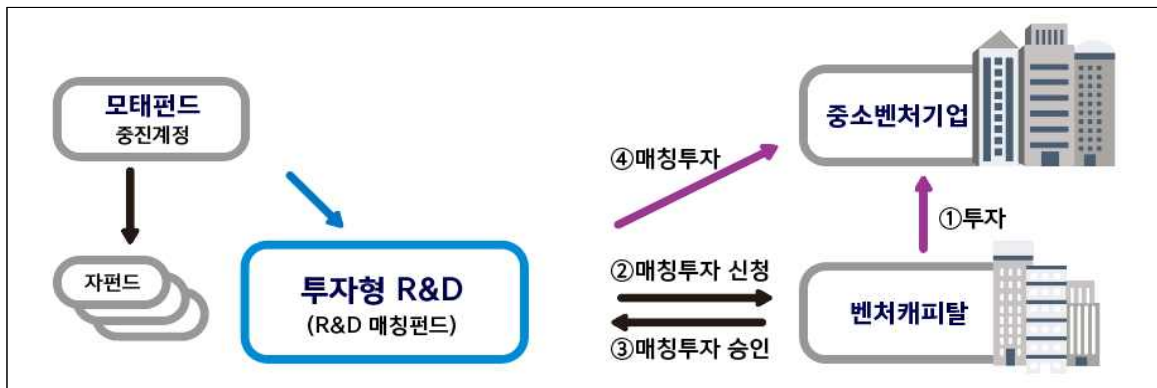 모태펀드
중진계정
자펀드
투자형 R&D
(R&D 매칭펀드)
④매칭투자
②매칭투자 신청
③매칭투자 승인
중소벤처기업
①투자
벤처캐피탈